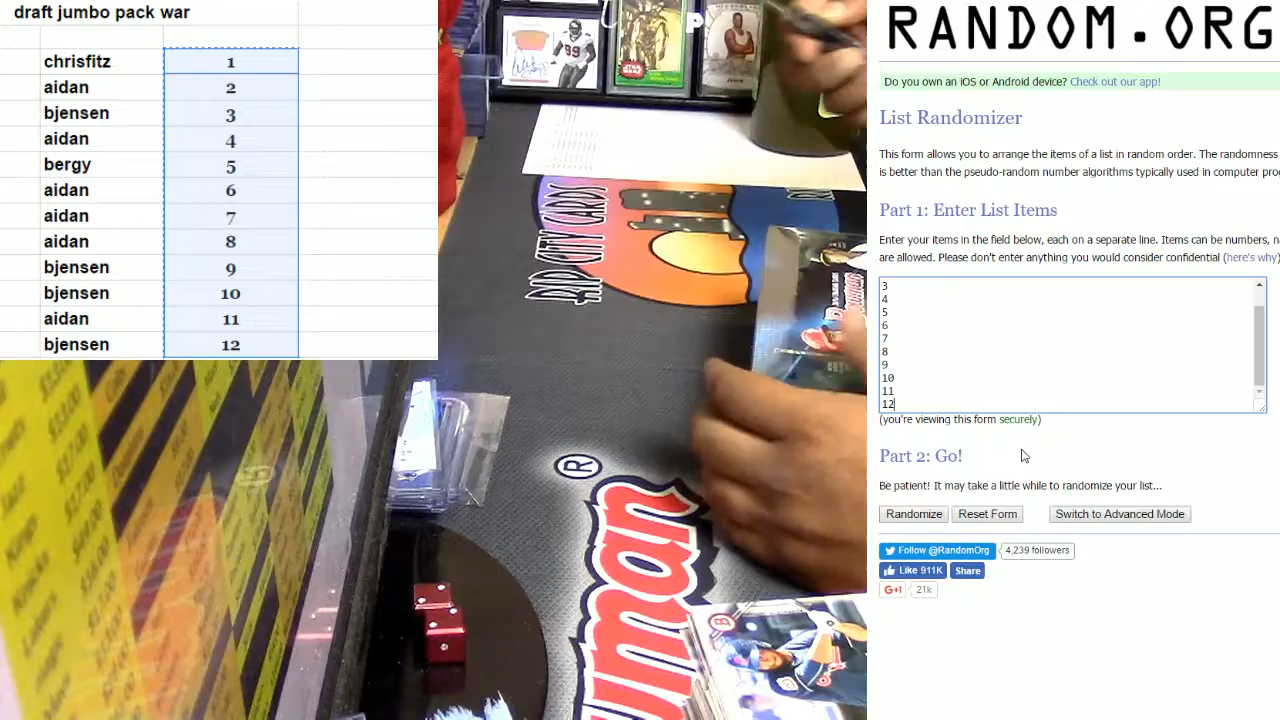 draft jumbo pack war
chrisfitz 1
aidan 2
bjensen 3
aidan 4
bergy 5
aidan 6
aidan 7
aidan 8
bjensen 9
bjensen 10
aidan 11
bjensen 12
99
STAR WARS
RIP CITY CARDS
®
RANDOM.ORG
Do you own an iOS or Android device? Check out our app!
List Randomizer
This form allows you to arrange the items of a list in random order. The randomness
is better than the pseudo-random number algorithms typically used in computer pro
Part 1: Enter List Items
Enter your items in the field below, each on a separate line. Items can be numbers, n
are allowed. Please don't enter anything you would consider confidential (here's why)
3
4
5
6
7
8
9
10
11
12
(you're viewing this form securely)
Part 2: Go!
Be patient! It may take a little while to randomize your list...
Randomize Reset Form Switch to Advanced Mode
Follow @RandomOrg 4,239 followers
Like 911K Share
G+1 21k